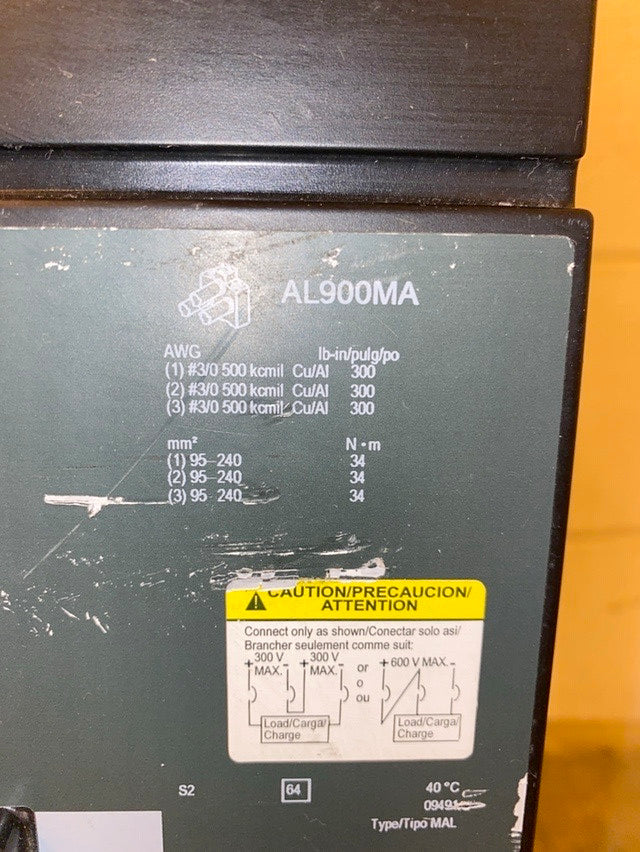 AL900MA
AWG lb-in/pulg/po
(1) #3/0 500 kcmil Cu/Al 300
(2) #3/0 500 kcmil Cu/Al 300
(3) #3/0 500 kcmil Cu/Al 300
mm² N·m
(1) 95 240 34
(2) 95 240 34
(3) 95 240 34
CAUTION/PRECAUCION/
ATTENTION
Connect only as shown/Conectar solo asi/
Brancher seulement comme suit:
+ 300 V - + 300 V - or + 600 V MAX. -
MAX. MAX. o
ou
Load/Carga/ Load/Carga/
Charge Charge
S2 64 40 °C
Type/Tipo MAL